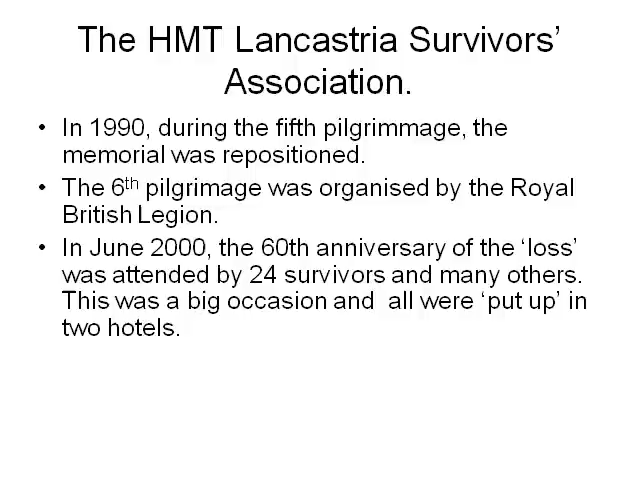 The HMT Lancastria Survivors’
Association.
• In 1990, during the fifth pilgrimmage, the
memorial was repositioned.
• The 6th pilgrimage was organised by the Royal
British Legion.
• In June 2000, the 60th anniversary of the ‘loss’
was attended by 24 survivors and many others.
This was a big occasion and  all were ‘put up’ in
two hotels.